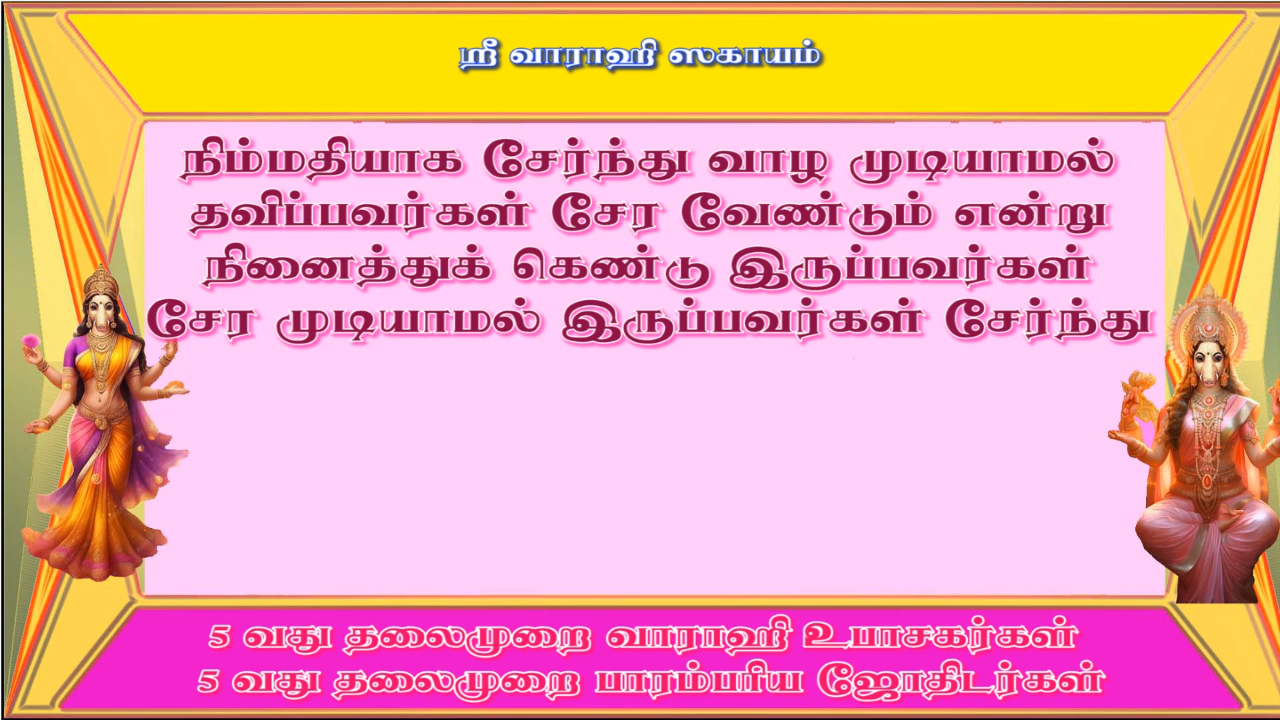 ஸ்ரீ வாராஹி ஸகாயம்
நிம்மதியாக சேர்ந்து வாழ முடியாமல்
தவிப்பவர்கள் சேர வேண்டும் என்று
நினைத்துக் கெண்டு இருப்பவர்கள்
சேர முடியாமல் இருப்பவர்கள் சேர்ந்து
5 வது தலைமுறை வாராஹி உபாசகர்கள்
5 வது தலைமுறை பாரம்பரிய ஜோதிடர்கள்